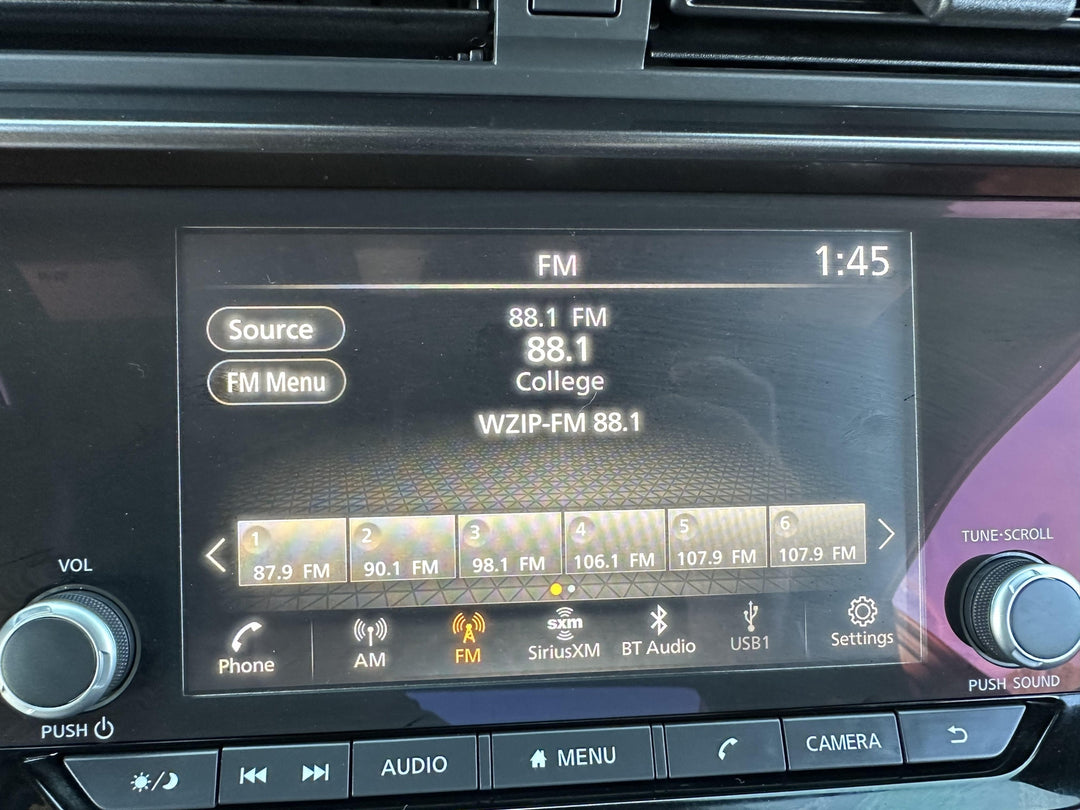 FM
1:45
Source
FM Menu
88.1 FM
88.1
College
WZIP-FM 88.1
1
87.9 FM
2
90.1 FM
3
98.1 FM
4
106.1 FM
5
107.9 FM
6
107.9 FM
Phone
AM
FM
sxm
SiriusXM
BT Audio
USB1
Settings
VOL
PUSH
TUNE·SCROLL
PUSH SOUND
AUDIO
MENU
CAMERA